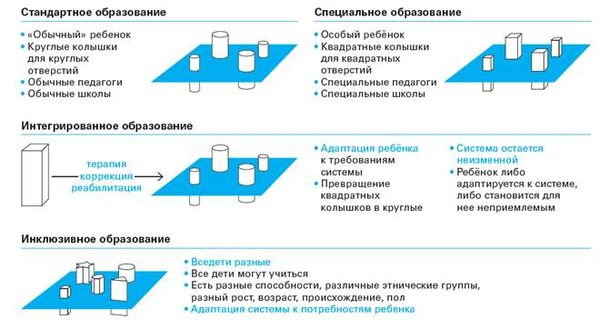 Стандартное образование
• «Обычный» ребенок
• Круглые колышки
для круглых
отверстий
• Обычные педагоги
• Обычные школы
Специальное образование
• Особый ребёнок
• Квадратные колышки
для квадратных
отверстий
• Специальные педагоги
• Специальные школы
Интегрированное образование
терапия
коррекция
реабилитация
• Адаптация ребёнка
к требованиям
системы
• Превращение
квадратных
колышков в круглые
• Система остается
неизменной
• Ребёнок либо
адаптируется к системе,
либо становится для
нее неприемлемым
Инклюзивное образование
• Вседети разные
• Все дети могут учиться
• Есть разные способности, различные этнические группы,
разный рост, возраст, происхождение, пол
• Адаптация системы к потребностям ребенка